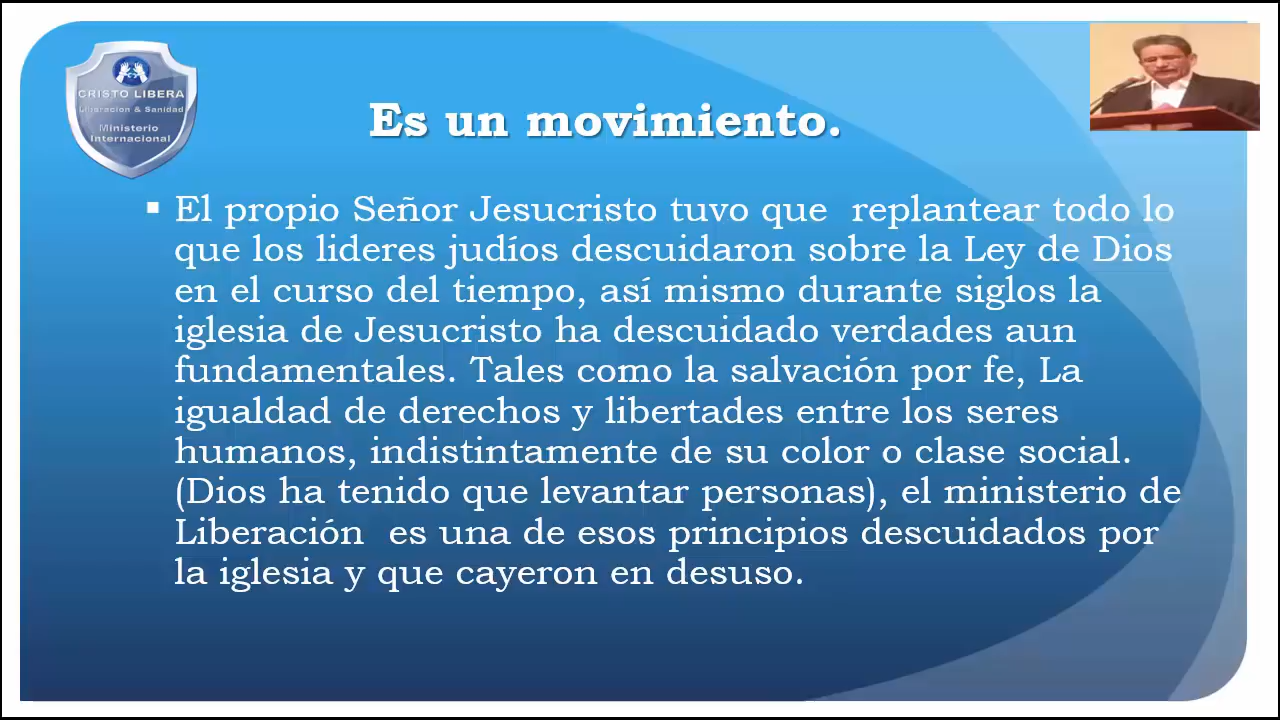 CRISTO LIBERA
Liberación & Sanidad
Ministerio
Internacional
Es un movimiento.
El propio Señor Jesucristo tuvo que replantear todo lo
que los lideres judíos descuidaron sobre la Ley de Dios
en el curso del tiempo, así mismo durante siglos la
iglesia de Jesucristo ha descuidado verdades aun
fundamentales. Tales como la salvación por fe, La
igualdad de derechos y libertades entre los seres
humanos, indistintamente de su color o clase social.
(Dios ha tenido que levantar personas), el ministerio de
Liberación es una de esos principios descuidados por
la iglesia y que cayeron en desuso.